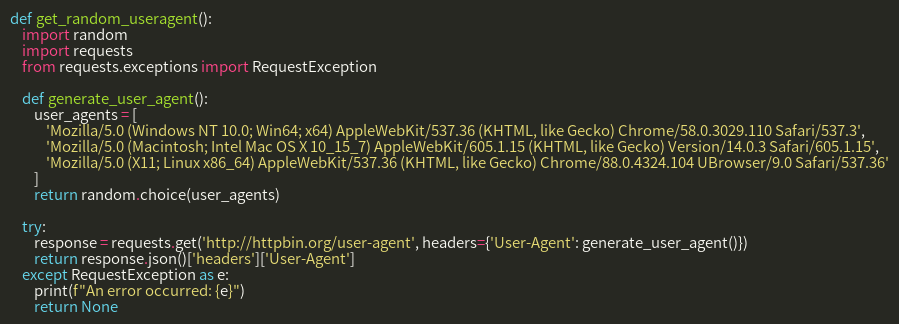 def get_random_useragent():
    import random
    import requests
    from requests.exceptions import RequestException

    def generate_user_agent():
        user_agents = [
            'Mozilla/5.0 (Windows NT 10.0; Win64; x64) AppleWebKit/537.36 (KHTML, like Gecko) Chrome/58.0.3029.110 Safari/537.3',
            'Mozilla/5.0 (Macintosh; Intel Mac OS X 10_15_7) AppleWebKit/605.1.15 (KHTML, like Gecko) Version/14.0.3 Safari/605.1.15',
            'Mozilla/5.0 (X11; Linux x86_64) AppleWebKit/537.36 (KHTML, like Gecko) Chrome/88.0.4324.104 UBrowser/9.0 Safari/537.36'
        ]
        return random.choice(user_agents)

    try:
        response = requests.get('http://httpbin.org/user-agent', headers={'User-Agent': generate_user_agent()})
        return response.json()['headers']['User-Agent']
    except RequestException as e:
        print(f"An error occurred: {e}")
        return None